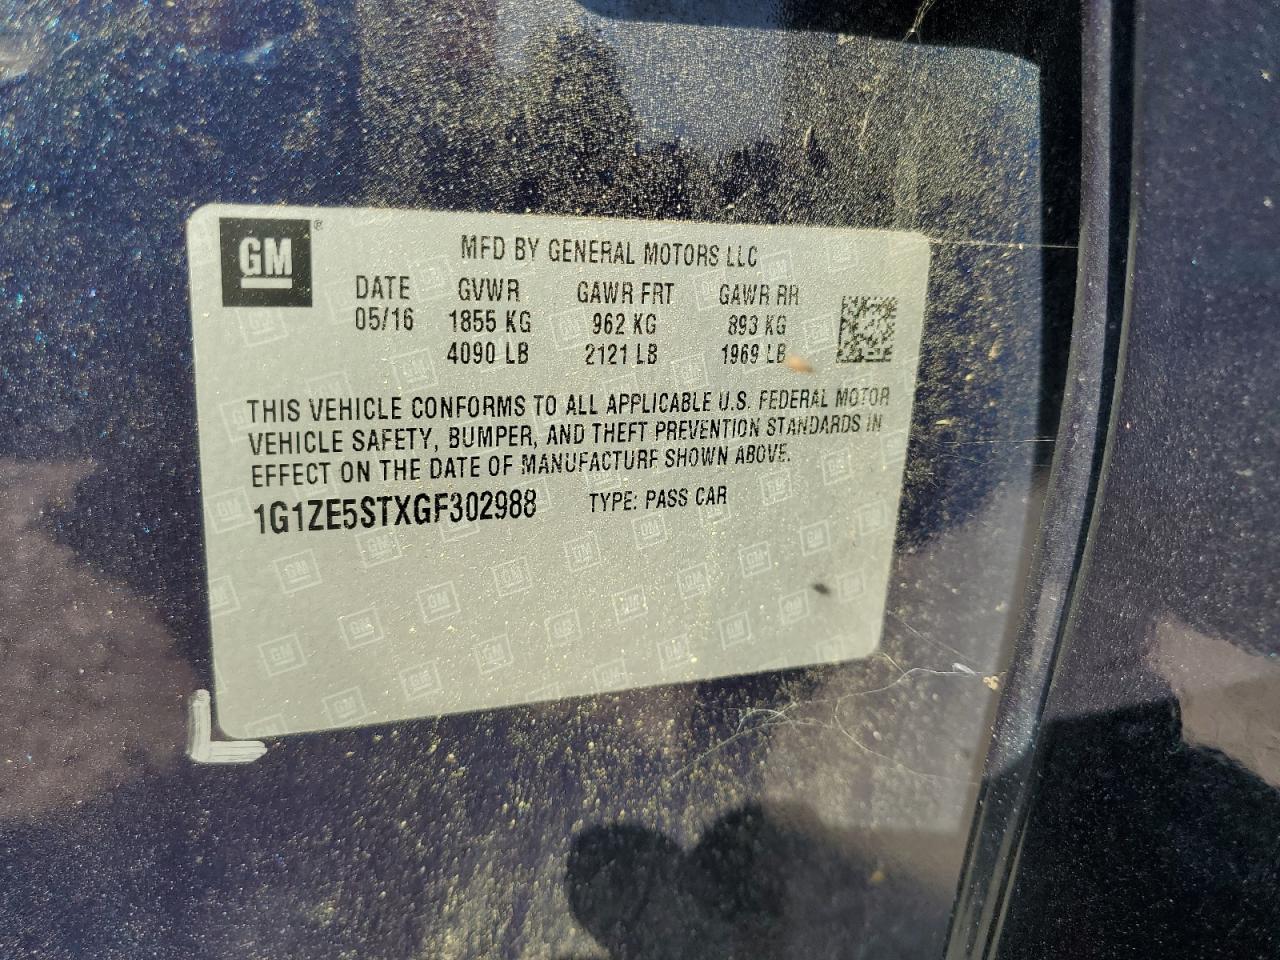 GM ®
MFD BY GENERAL MOTORS LLC
DATE GVWR GAWR FRT GAWR RR
05/16 1855 KG 962 KG 893 KG
4090 LB 2121 LB 1969 LB
THIS VEHICLE CONFORMS TO ALL APPLICABLE U.S. FEDERAL MOTOR
VEHICLE SAFETY, BUMPER, AND THEFT PREVENTION STANDARDS IN
EFFECT ON THE DATE OF MANUFACTURE SHOWN ABOVE.
1G1ZE5STXGF302988 TYPE: PASS CAR